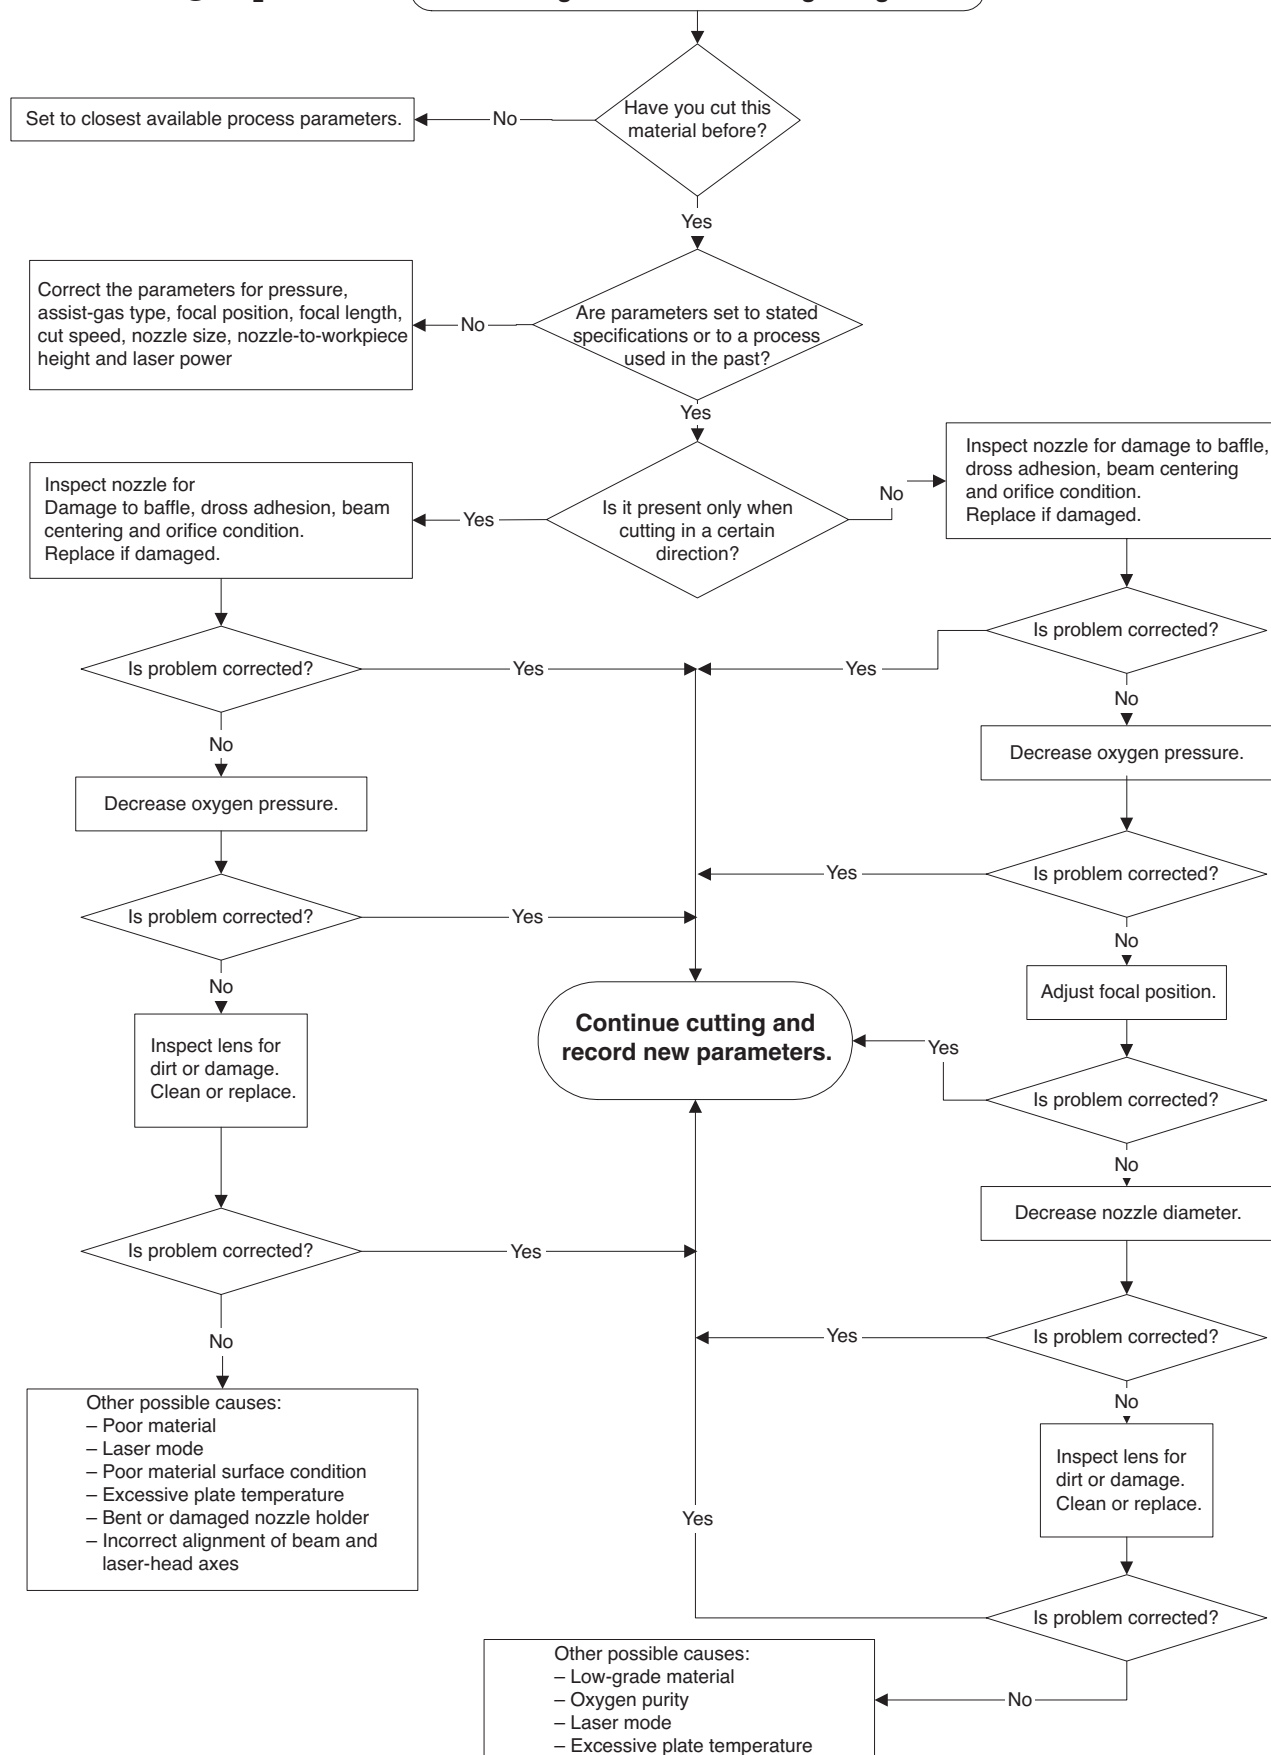 Have you cut this
material before?
No
Set to closest available process parameters.
Yes
Are parameters set to stated
specifications or to a process
used in the past?
No
Correct the parameters for pressure,
assist-gas type, focal position, focal length,
cut speed, nozzle size, nozzle-to-workpiece
height and laser power
Yes
Is it present only when
cutting in a certain
direction?
Yes
Inspect nozzle for
Damage to baffle, dross adhesion, beam
centering and orifice condition.
Replace if damaged.
Is problem corrected?
Yes
No
Decrease oxygen pressure.
Is problem corrected?
Yes
No
Inspect lens for
dirt or damage.
Clean or replace.
Is problem corrected?
Yes
No
Other possible causes:
– Poor material
– Laser mode
– Poor material surface condition
– Excessive plate temperature
– Bent or damaged nozzle holder
– Incorrect alignment of beam and
laser-head axes
No
Inspect nozzle for damage to baffle,
dross adhesion, beam centering
and orifice condition.
Replace if damaged.
Is problem corrected?
Yes
No
Decrease oxygen pressure.
Is problem corrected?
Yes
No
Adjust focal position.
Is problem corrected?
Yes
No
Decrease nozzle diameter.
Is problem corrected?
Yes
No
Inspect lens for
dirt or damage.
Clean or replace.
Is problem corrected?
Yes
No
Other possible causes:
– Low-grade material
– Oxygen purity
– Laser mode
– Excessive plate temperature
Continue cutting and
record new parameters.